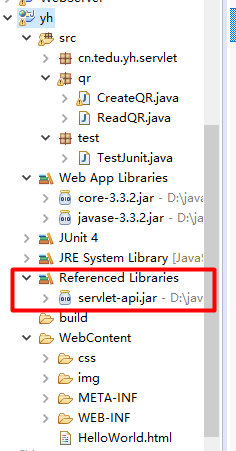 WebServer
yh
src
cn.tedu.yh.servlet
qr
CreateQR.java
ReadQR.java
test
TestJunit.java
Web App Libraries
core-3.3.2.jar - D:\java
javase-3.3.2.jar - D:\ja
JUnit 4
JRE System Library [JavaS
Referenced Libraries
servlet-api.jar - D:\jav
build
WebContent
css
img
META-INF
WEB-INF
HelloWorld.html